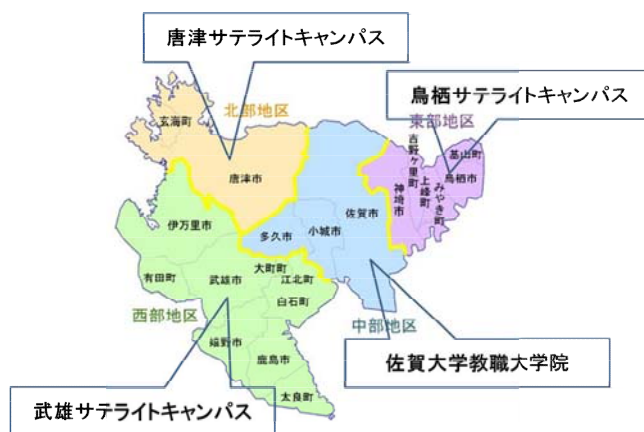 唐津サテライトキャンパス
鳥栖サテライトキャンパス
北部地区
東部地区
玄海町
唐津市
吉野ヶ里町
基山町
鳥栖市
みやき町
上峰町
神埼市
伊万里市
佐賀市
小城市
多久市
大町町
有田町
武雄市
江北町
白石町
西部地区
中部地区
嬉野市
鹿島市
太良町
佐賀大学教職大学院
武雄サテライトキャンパス